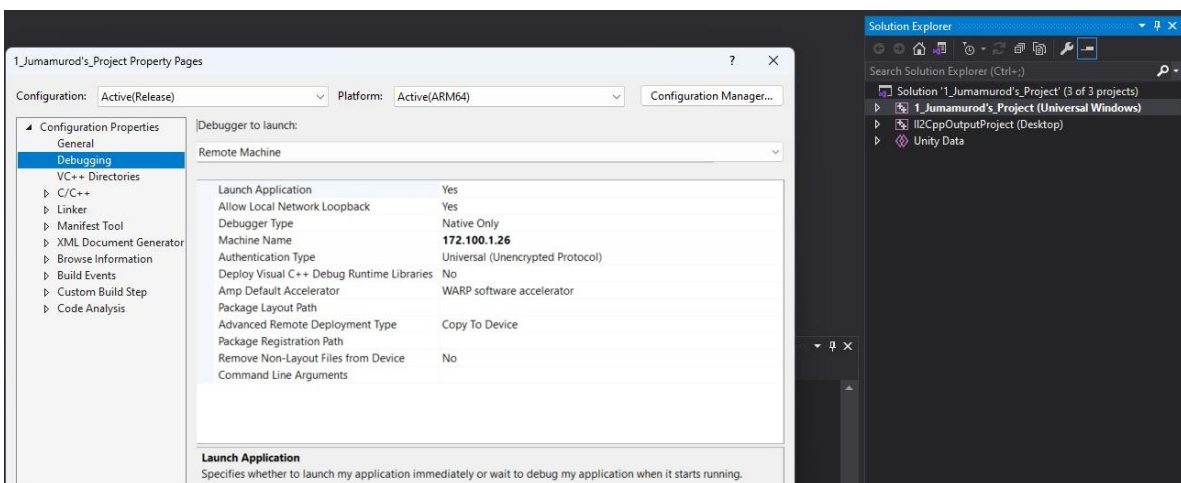 1_Jumamurod's_Project Property Pages
? X
Configuration: Active(Release) Platform: Active(ARM64) Configuration Manager...
Configuration Properties
General
Debugging
VC++ Directories
C/C++
Linker
Manifest Tool
XML Document Generator
Browse Information
Build Events
Custom Build Step
Code Analysis
Debugger to launch:
Remote Machine
Launch Application Yes
Allow Local Network Loopback Yes
Debugger Type Native Only
Machine Name 172.100.1.26
Authentication Type Universal (Unencrypted Protocol)
Deploy Visual C++ Debug Runtime Libraries No
Amp Default Accelerator WARP software accelerator
Package Layout Path
Advanced Remote Deployment Type Copy To Device
Package Registration Path
Remove Non-Layout Files from Device No
Command Line Arguments
Launch Application
Specifies whether to launch my application immediately or wait to debug my application when it starts running.
Solution Explorer
Search Solution Explorer (Ctrl+;)
Solution '1_Jumamurod's_Project' (3 of 3 projects)
1_Jumamurod's_Project (Universal Windows)
Il2CppOutputProject (Desktop)
Unity Data